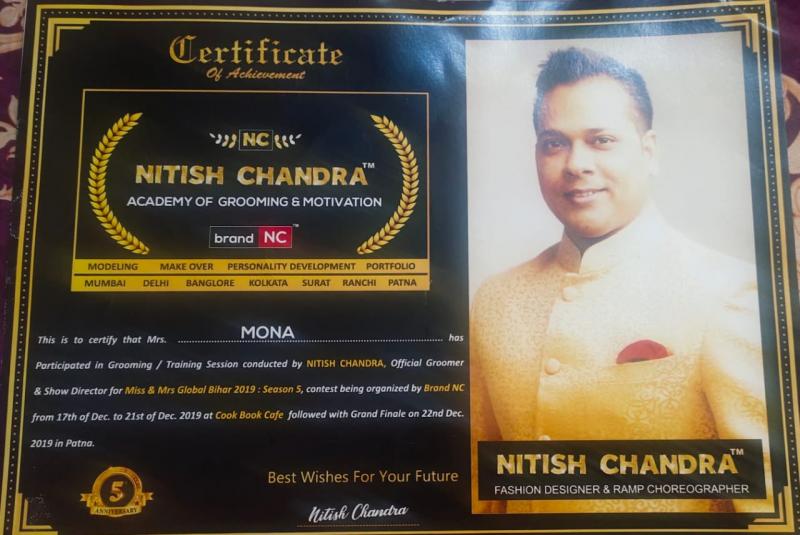 Certificate
Of Achievement
NC
NITISH CHANDRA™
ACADEMY OF GROOMING & MOTIVATION
brand NC™
MODELING MAKE OVER PERSONALITY DEVELOPMENT PORTFOLIO
MUMBAI DELHI BANGLORE KOLKATA SURAT RANCHI PATNA
This is to certify that Mrs. MONA has
Participated in Grooming / Training Session conducted by NITISH CHANDRA, Official Groomer
& Show Director for Miss & Mrs Global Bihar 2019 : Season 5, contest being organized by Brand NC
from 17th of Dec. to 21st of Dec. 2019 at Cook Book Cafe followed with Grand Finale on 22nd Dec.
2019 in Patna.
5
ANNIVERSARY
Best Wishes For Your Future
Nitish Chandra
NITISH CHANDRA™
FASHION DESIGNER & RAMP CHOREOGRAPHER